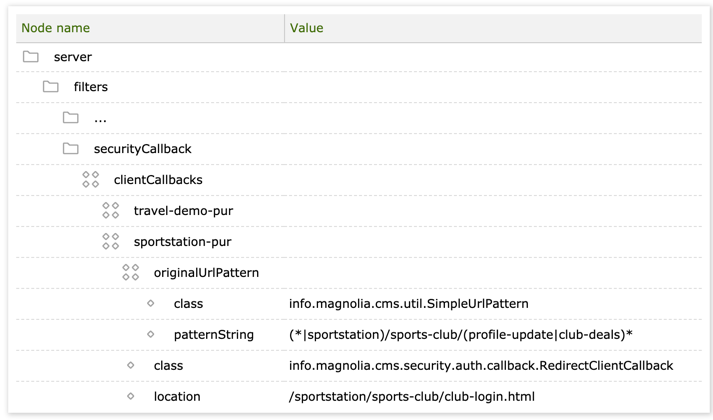 Node name Value
server
filters
...
securityCallback
clientCallbacks
travel-demo-pur
sportstation-pur
originalUrlPattern
class info.magnolia.cms.util.SimpleUrlPattern
patternString (*|sportstation)/sports-club/(profile-update|club-deals)*
class info.magnolia.cms.security.auth.callback.RedirectClientCallback
location /sportstation/sports-club/club-login.html